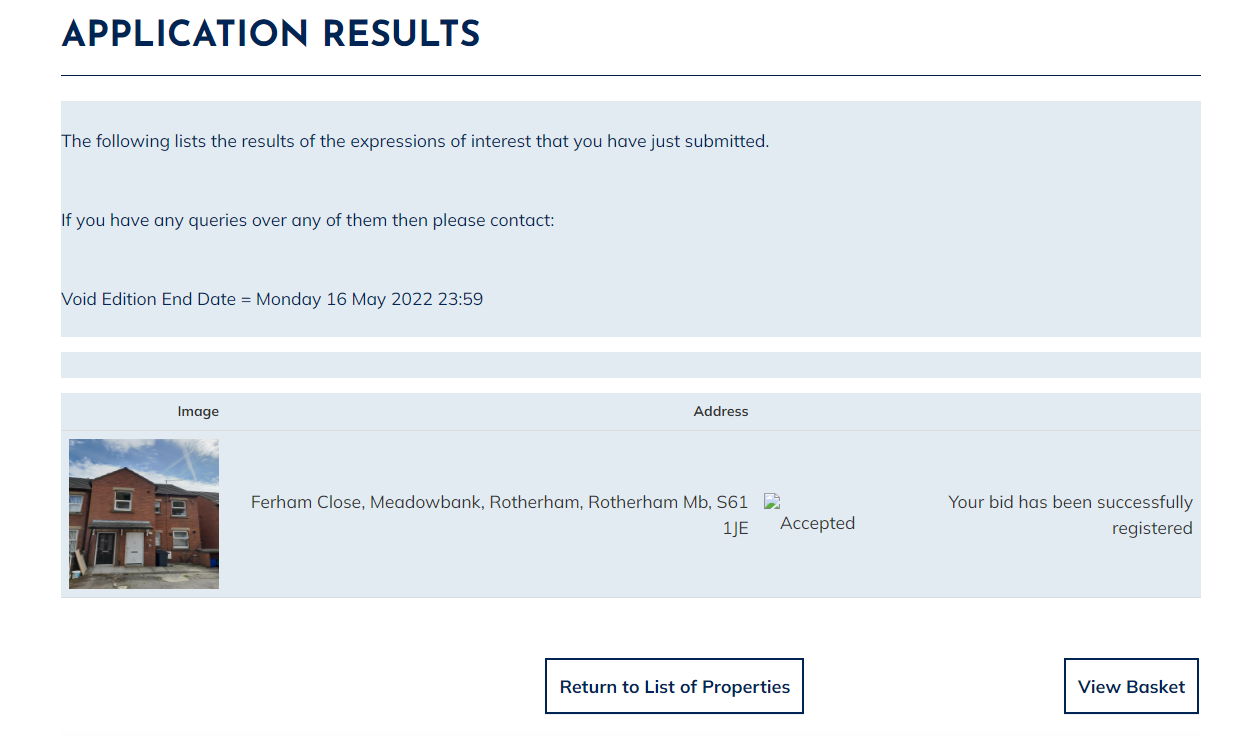 APPLICATION RESULTS
The following lists the results of the expressions of interest that you have just submitted.
If you have any queries over any of them then please contact:
Void Edition End Date = Monday 16 May 2022 23:59
Image Address
Ferham Close, Meadowbank, Rotherham, Rotherham Mb, S61
1JE
Accepted
Your bid has been successfully
registered
Return to List of Properties
View Basket